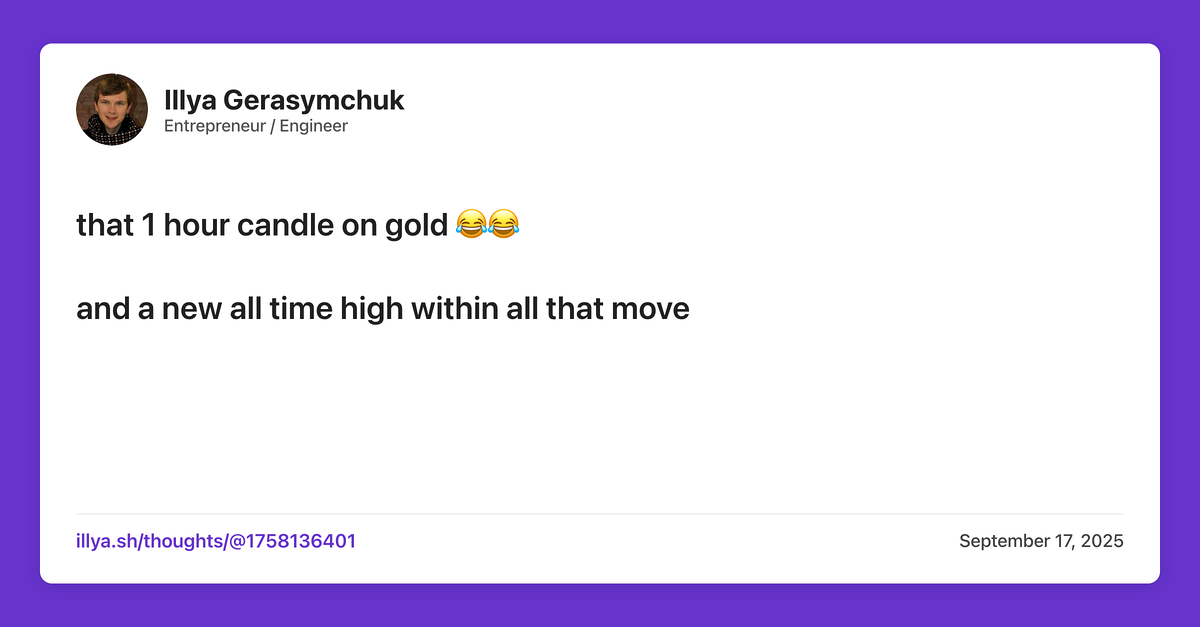 Illya Gerasymchuk
Entrepreneur / Engineer
that 1 hour candle on gold 😂😂
and a new all time high within all that move
illya.sh/thoughts/@1758136401
September 17, 2025